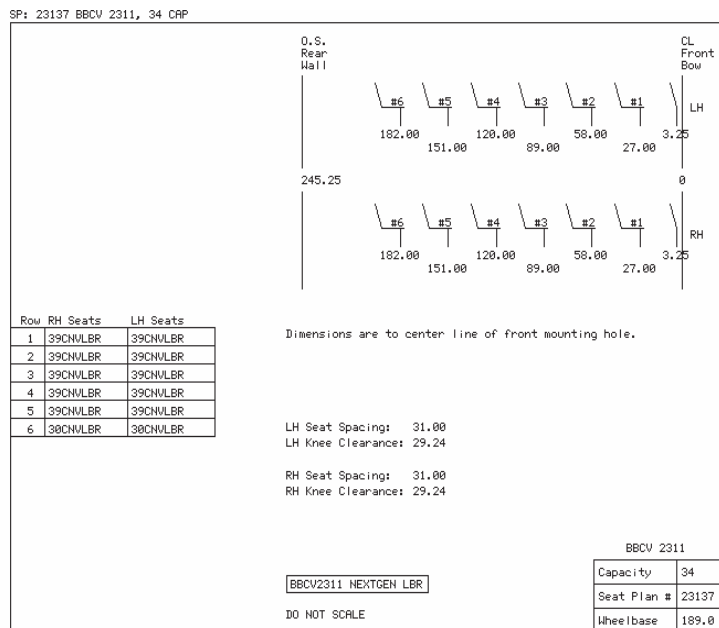 SP: 23137 BBCV 2311, 34 CAP
O.S. CL
Rear Front
Wall Bow
#6 #5 #4 #3 #2 #1 LH
182.00 120.00 58.00 3.25
151.00 89.00 27.00
245.25 0
#6 #5 #4 #3 #2 #1 RH
182.00 120.00 58.00 3.25
151.00 89.00 27.00
Row RH Seats LH Seats
1 39CNVLBR 39CNVLBR
2 39CNVLBR 39CNVLBR
3 39CNVLBR 39CNVLBR
4 39CNVLBR 39CNVLBR
5 39CNVLBR 39CNVLBR
6 30CNVLBR 30CNVLBR
Dimensions are to center line of front mounting hole.
LH Seat Spacing: 31.00
LH Knee Clearance: 29.24
RH Seat Spacing: 31.00
RH Knee Clearance: 29.24
BBCV2311 NEXTGEN LBR
DO NOT SCALE
BBCV 2311
Capacity 34
Seat Plan # 23137
Wheelbase 189.0